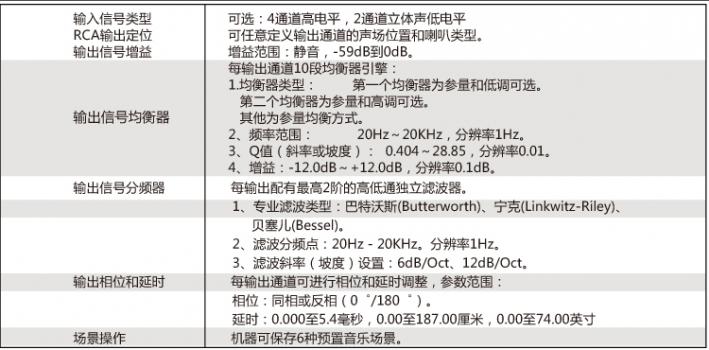 输入信号类型 可选：4通道高电平，2通道立体声低电平
RCA输出定位 可任意定义输出通道的声场位置和喇叭类型。
输出信号增益 增益范围：静音，-59dB到0dB。
每输出通道10段均衡器引擎：
1.均衡器类型： 第一个均衡器为参量和低调可选。
第二个均衡器为参量和高调可选。
输出信号均衡器 其他为参量均衡方式。
2、频率范围： 20Hz～20KHz，分辨率1Hz。
3、Q值（斜率或坡度）：0.404～28.85，分辨率0.01。
4、增益：-12.0dB～+12.0dB，分辨率0.1dB。
输出信号分频器 每输出配有最高2阶的高低通独立滤波器。
1、专业滤波类型：巴特沃斯(Butterworth)、宁克(Linkwitz-Riley)、
贝塞儿(Bessel)。
2、滤波分频点：20Hz - 20KHz。分辨率1Hz。
3、滤波斜率（坡度）设置：6dB/Oct、12dB/Oct。
输出相位和延时 每输出通道可进行相位和延时调整，参数范围：
相位：同相或反相（0°/180°）。
延时：0.000至5.4毫秒，0.00至187.00厘米，0.00至74.00英寸
场景操作 机器可保存6种预置音乐场景。